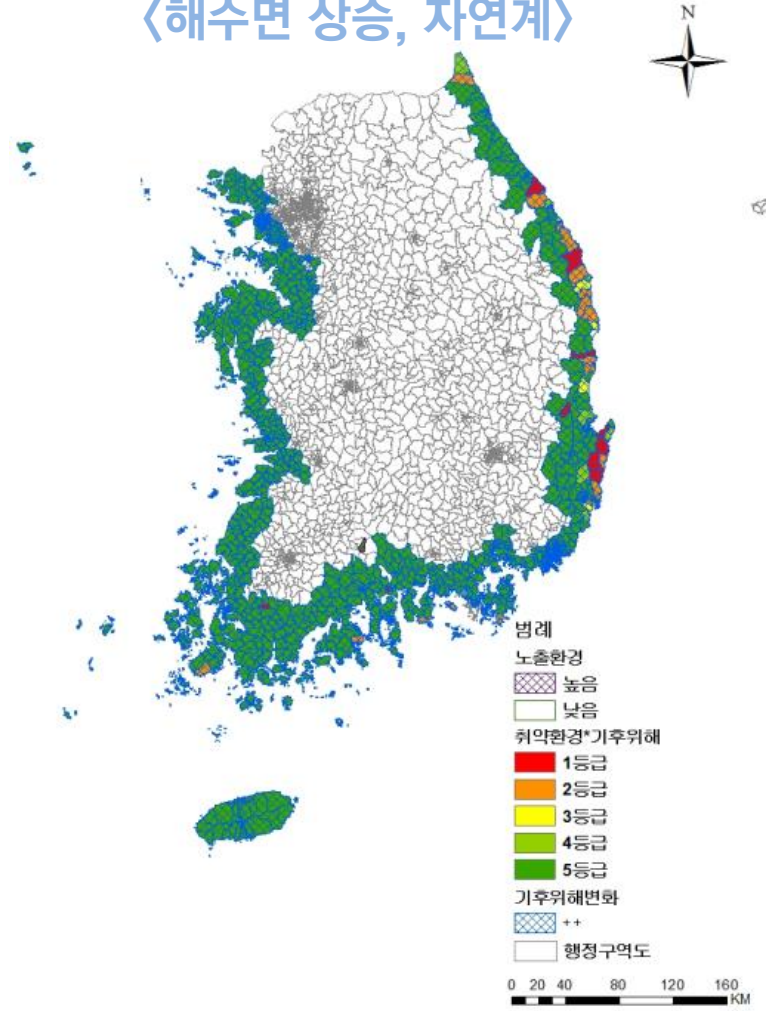 〈해수면 상승, 자연계〉
N
범례
노출환경
높음
낮음
취약환경*기후위해
1등급
2등급
3등급
4등급
5등급
기후위해변화
++
행정구역도
0 20 40 80 120 160
KM